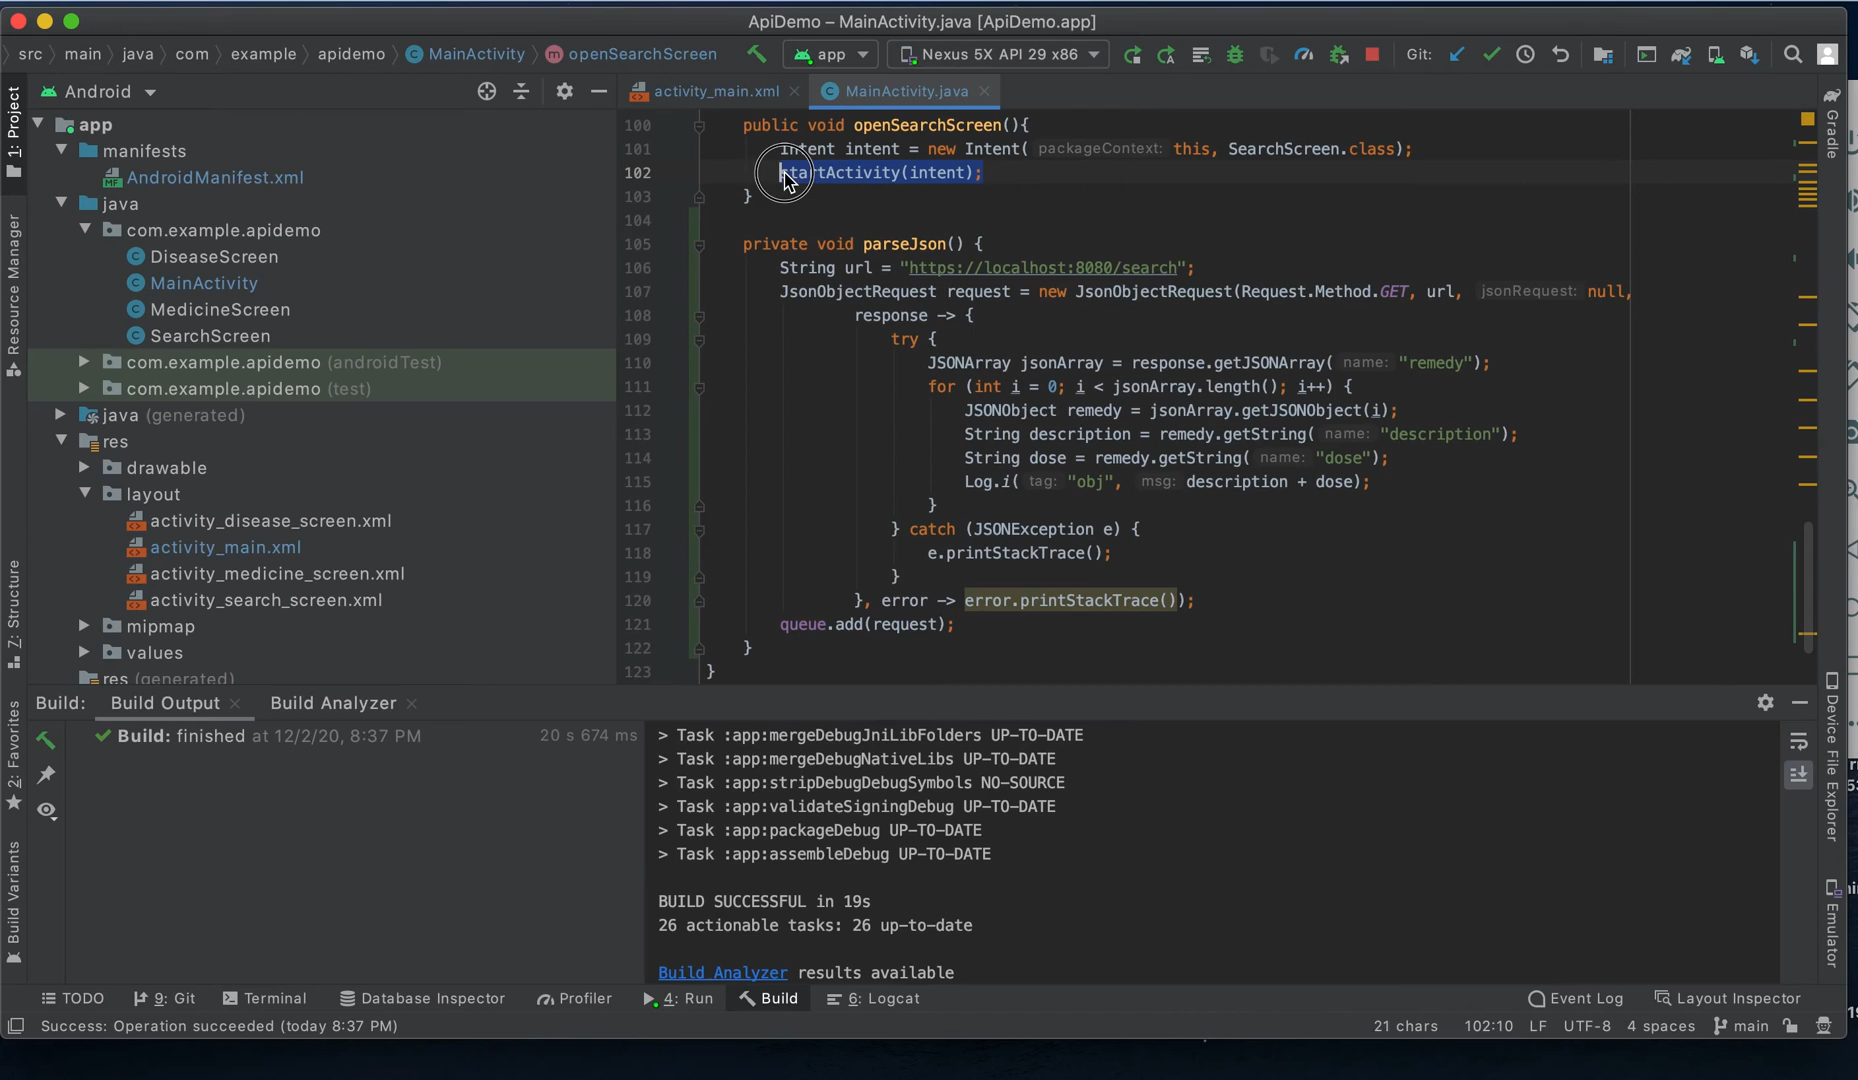 ApiDemo – MainActivity.java [ApiDemo.app]
src main java com example apidemo MainActivity openSearchScreen app Nexus 5X API 29 x86 Git:
1: Project
Resource Manager
Z: Structure
2: Favorites
Build Variants
Android
app
manifests
AndroidManifest.xml
java
com.example.apidemo
DiseaseScreen
MainActivity
MedicineScreen
SearchScreen
com.example.apidemo (androidTest)
com.example.apidemo (test)
java (generated)
res
drawable
layout
activity_disease_screen.xml
activity_main.xml
activity_medicine_screen.xml
activity_search_screen.xml
mipmap
values
res (generated)
activity_main.xml MainActivity.java
100 public void openSearchScreen(){
101 Intent intent = new Intent( packageContext: this, SearchScreen.class);
102 startActivity(intent);
103 }
104
105 private void parseJson() {
106 String url = "https://localhost:8080/search";
107 JsonObjectRequest request = new JsonObjectRequest(Request.Method.GET, url, jsonRequest: null,
108 response -> {
109 try {
110 JSONArray jsonArray = response.getJSONArray( name: "remedy");
111 for (int i = 0; i < jsonArray.length(); i++) {
112 JSONObject remedy = jsonArray.getJSONObject(i);
113 String description = remedy.getString( name: "description");
114 String dose = remedy.getString( name: "dose");
115 Log.i( tag: "obj", msg: description + dose);
116 }
117 } catch (JSONException e) {
118 e.printStackTrace();
119 }
120 }, error -> error.printStackTrace());
121 queue.add(request);
122 }
123 }
Gradle
Device File Explorer
Emulator
Build: Build Output Build Analyzer
Build: finished at 12/2/20, 8:37 PM 20 s 674 ms
> Task :app:mergeDebugJniLibFolders UP-TO-DATE
> Task :app:mergeDebugNativeLibs UP-TO-DATE
> Task :app:stripDebugDebugSymbols NO-SOURCE
> Task :app:validateSigningDebug UP-TO-DATE
> Task :app:packageDebug UP-TO-DATE
> Task :app:assembleDebug UP-TO-DATE
BUILD SUCCESSFUL in 19s
26 actionable tasks: 26 up-to-date
Build Analyzer results available
TODO 9: Git Terminal Database Inspector Profiler 4: Run Build 6: Logcat Event Log Layout Inspector
Success: Operation succeeded (today 8:37 PM) 21 chars 102:10 LF UTF-8 4 spaces main